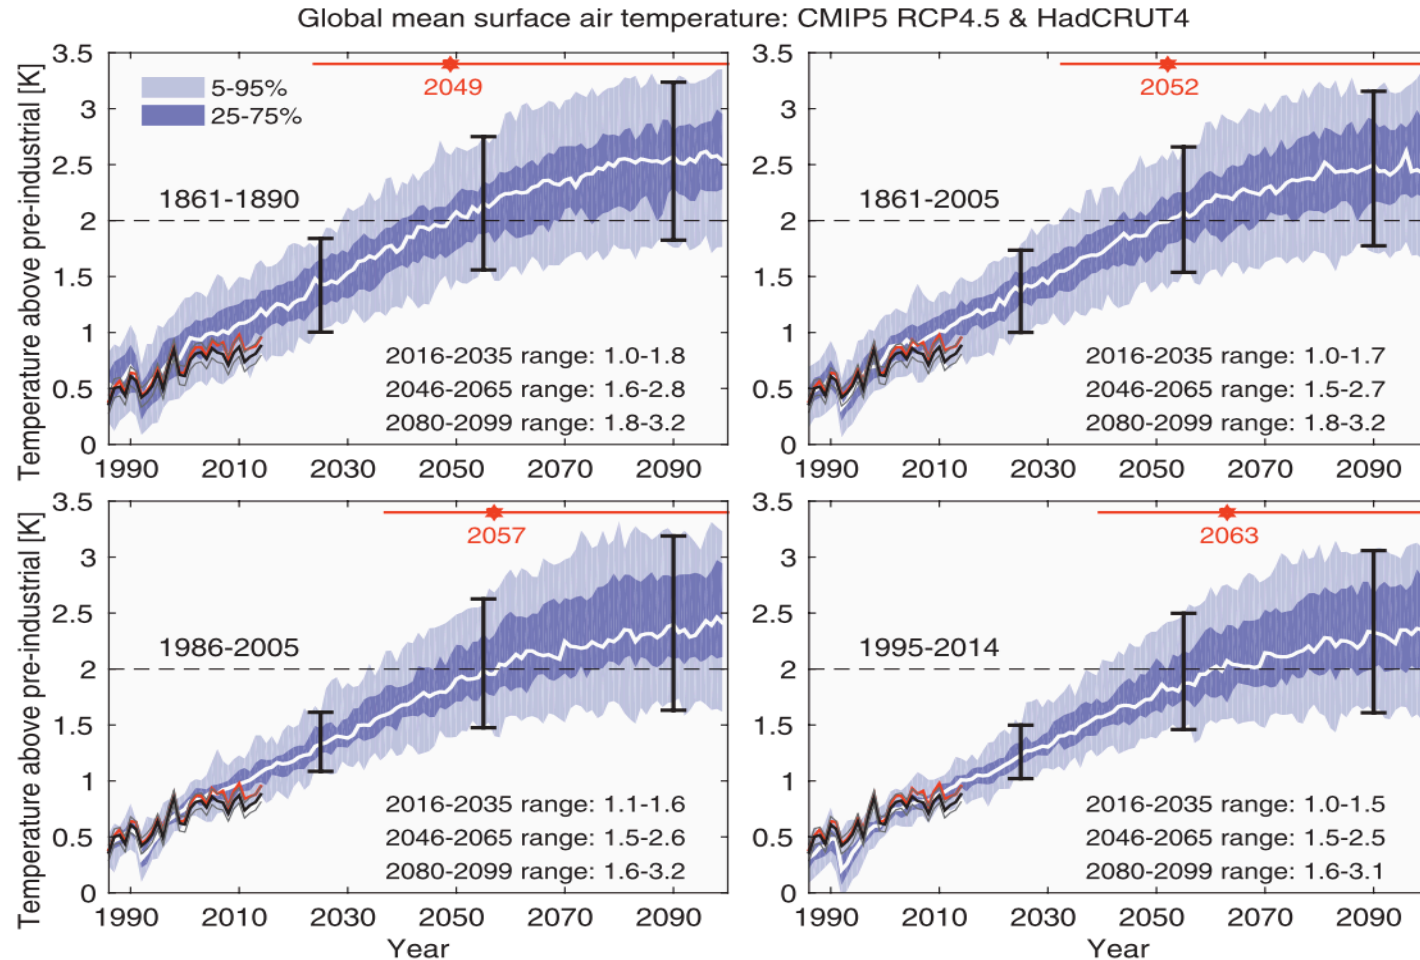 Global mean surface air temperature: CMIP5 RCP4.5 & HadCRUT4
Temperature above pre-industrial [K]
3.5
3
2.5
2
1.5
1
0.5
0
5-95%
25-75%
2049
1861-1890
2016-2035 range: 1.0-1.8
2046-2065 range: 1.6-2.8
2080-2099 range: 1.8-3.2
1990 2010 2030 2050 2070 2090
3.5
3
2.5
2
1.5
1
0.5
0
2052
1861-2005
2016-2035 range: 1.0-1.7
2046-2065 range: 1.5-2.7
2080-2099 range: 1.8-3.2
1990 2010 2030 2050 2070 2090
Temperature above pre-industrial [K]
3.5
3
2.5
2
1.5
1
0.5
0
2057
1986-2005
2016-2035 range: 1.1-1.6
2046-2065 range: 1.5-2.6
2080-2099 range: 1.6-3.2
1990 2010 2030 2050 2070 2090
Year
3.5
3
2.5
2
1.5
1
0.5
0
2063
1995-2014
2016-2035 range: 1.0-1.5
2046-2065 range: 1.5-2.5
2080-2099 range: 1.6-3.1
1990 2010 2030 2050 2070 2090
Year